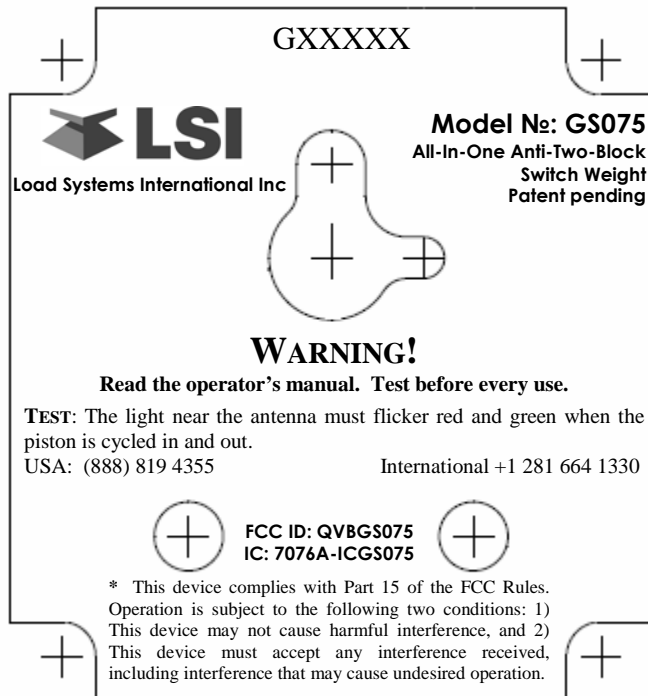 GXXXXX
LSI
Load Systems International Inc
Model №: GS075
All-In-One Anti-Two-Block
Switch Weight
Patent pending
WARNING!
Read the operator's manual. Test before every use.
TEST: The light near the antenna must flicker red and green when the
piston is cycled in and out.
USA: (888) 819 4355 International +1 281 664 1330
FCC ID: QVBGS075
IC: 7076A-ICGS075
* This device complies with Part 15 of the FCC Rules.
Operation is subject to the following two conditions: 1)
This device may not cause harmful interference, and 2)
This device must accept any interference received,
including interference that may cause undesired operation.